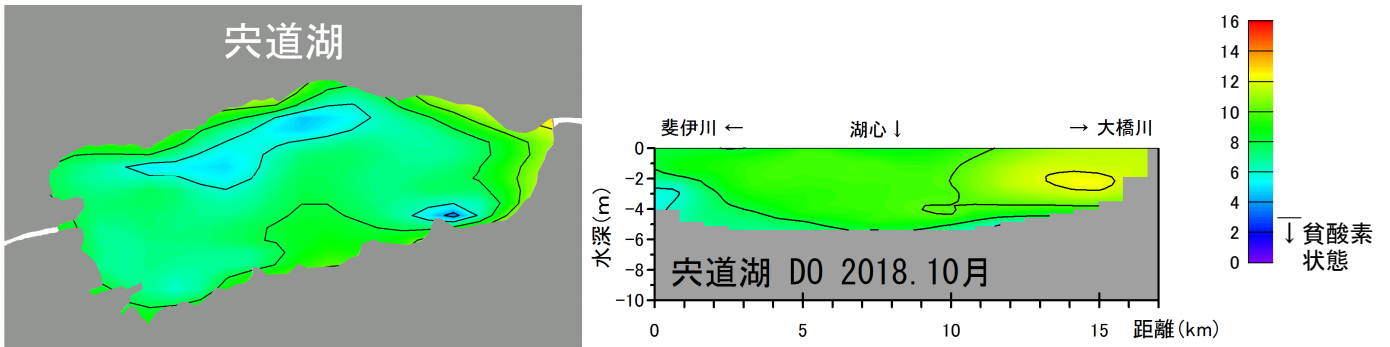 宍道湖
斐伊川 ←
湖心 ↓
→ 大橋川
0
-2
-4
-6
-8
-10
水深(m)
宍道湖 DO 2018.10月
0
5
10
15
距離(km)
16
14
12
10
8
6
4
2
0
↓ 貧酸素
状態